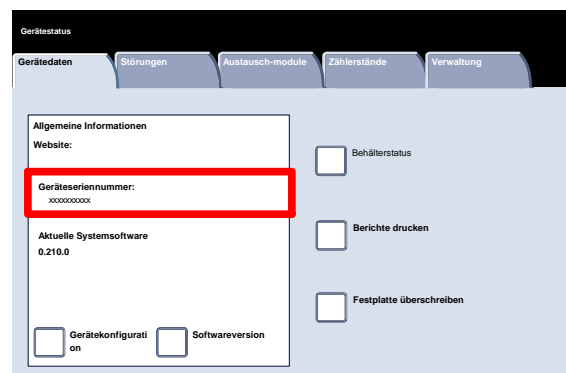 Gerätestatus
Gerätedaten
Störungen
Austausch-module
Zählerstände
Verwaltung
Allgemeine Informationen
Website:
Geräteseriennummer:
xxxxxxxxxx
Aktuelle Systemsoftware
0.210.0
Gerätekonfigurati
on
Softwareversion
Behälterstatus
Berichte drucken
Festplatte überschreiben